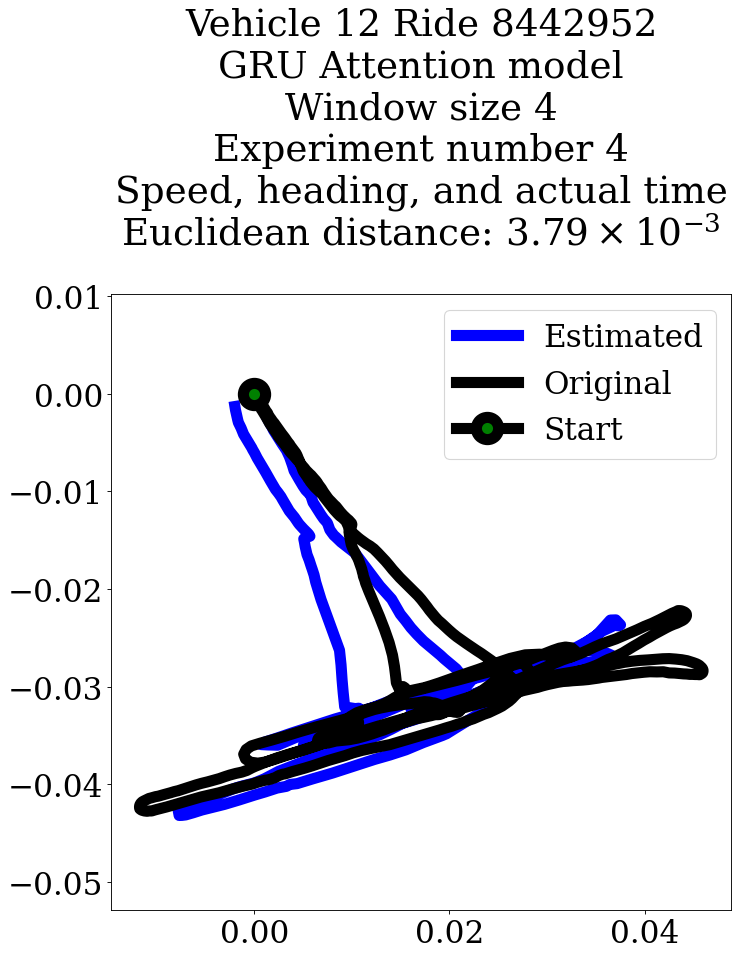 Vehicle 12 Ride 8442952
GRU Attention model
Window size 4
Experiment number 4
Speed, heading, and actual time
Euclidean distance: 3.79 × 10⁻³
Estimated
Original
Start
0.01
0.00
−0.01
−0.02
−0.03
−0.04
−0.05
0.00 0.02 0.04